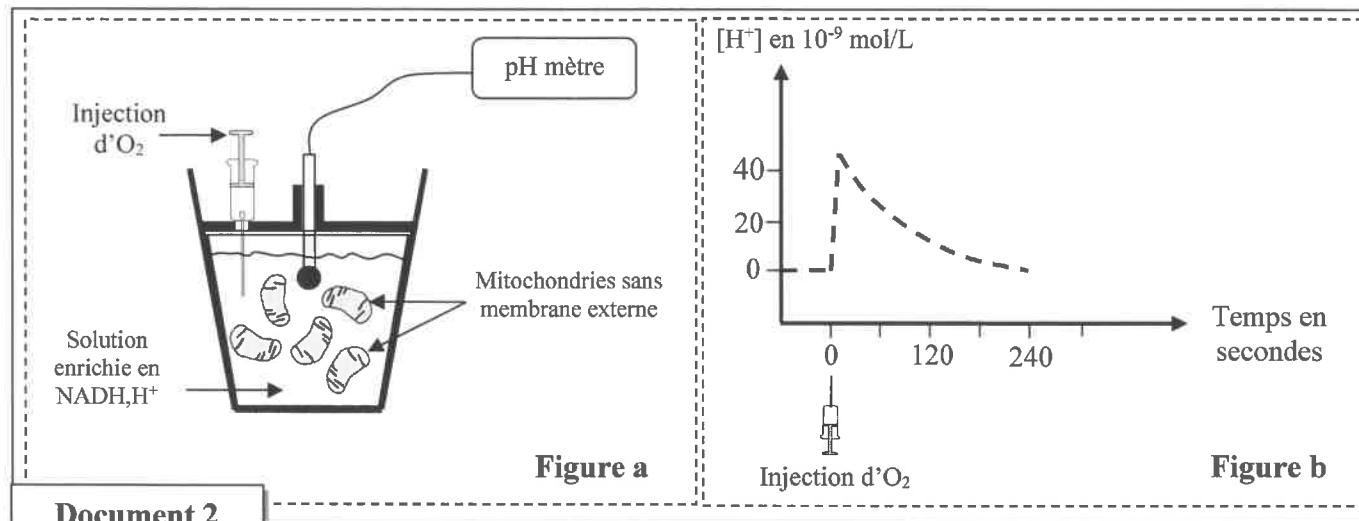 pH mètre
Injection
d'O₂
Mitochondries sans
membrane externe
Solution
enrichie en
NADH,H⁺
Figure a
[H⁺] en 10⁻⁹ mol/L
40
20
0
0
120
240
Temps en
secondes
Injection d'O₂
Figure b
Document 2